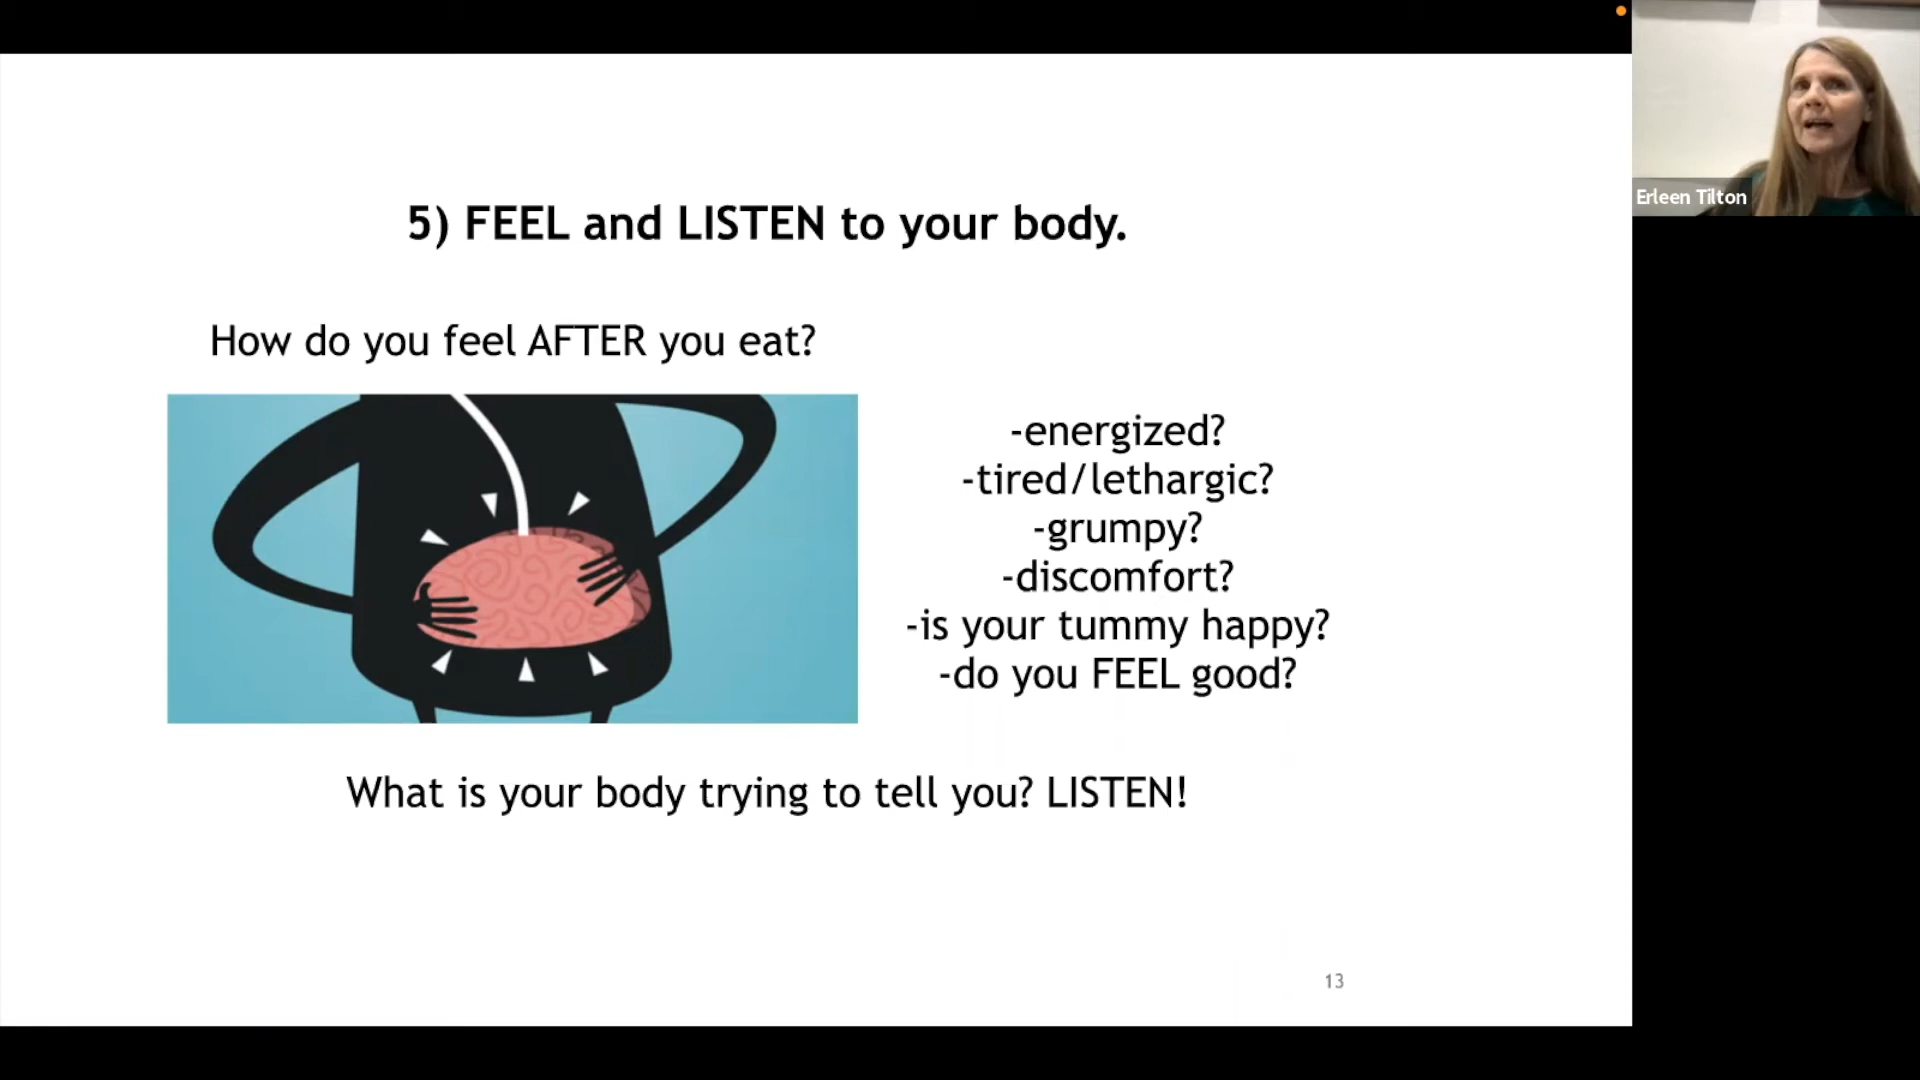 Erleen Tilton
5) FEEL and LISTEN to your body.
How do you feel AFTER you eat?
-energized?
-tired/lethargic?
-grumpy?
-discomfort?
-is your tummy happy?
-do you FEEL good?
What is your body trying to tell you? LISTEN!
13